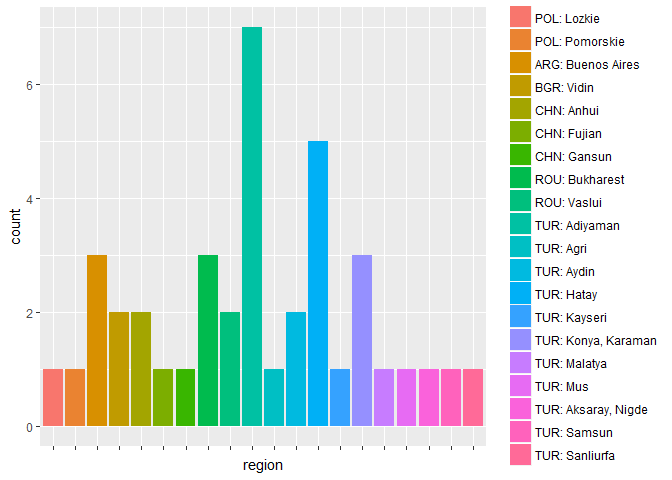 6
4
2
0
count
region
POL: Lozkie
POL: Pomorskie
ARG: Buenos Aires
BGR: Vidin
CHN: Anhui
CHN: Fujian
CHN: Gansun
ROU: Bukharest
ROU: Vaslui
TUR: Adiyaman
TUR: Agri
TUR: Aydin
TUR: Hatay
TUR: Kayseri
TUR: Konya, Karaman
TUR: Malatya
TUR: Mus
TUR: Aksaray, Nigde
TUR: Samsun
TUR: Sanliurfa